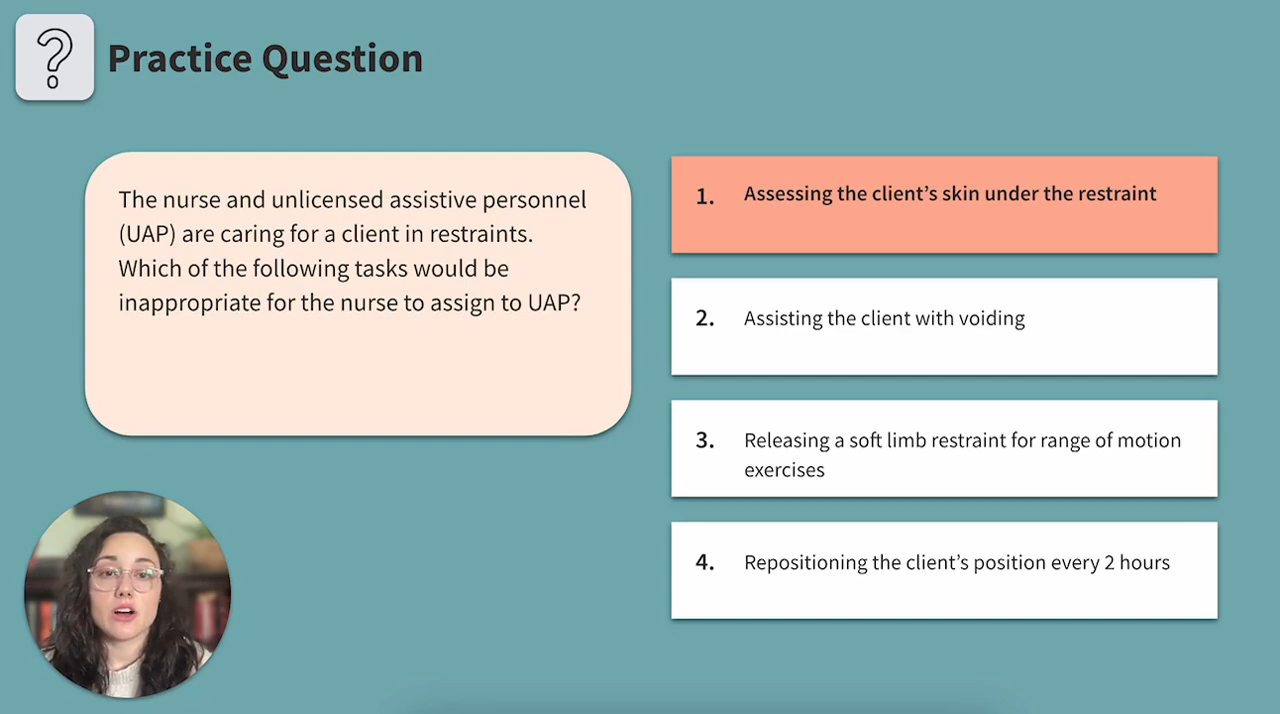 ?
Practice Question
The nurse and unlicensed assistive personnel
(UAP) are caring for a client in restraints.
Which of the following tasks would be
inappropriate for the nurse to assign to UAP?
1. Assessing the client’s skin under the restraint
2. Assisting the client with voiding
3. Releasing a soft limb restraint for range of motion
exercises
4. Repositioning the client’s position every 2 hours